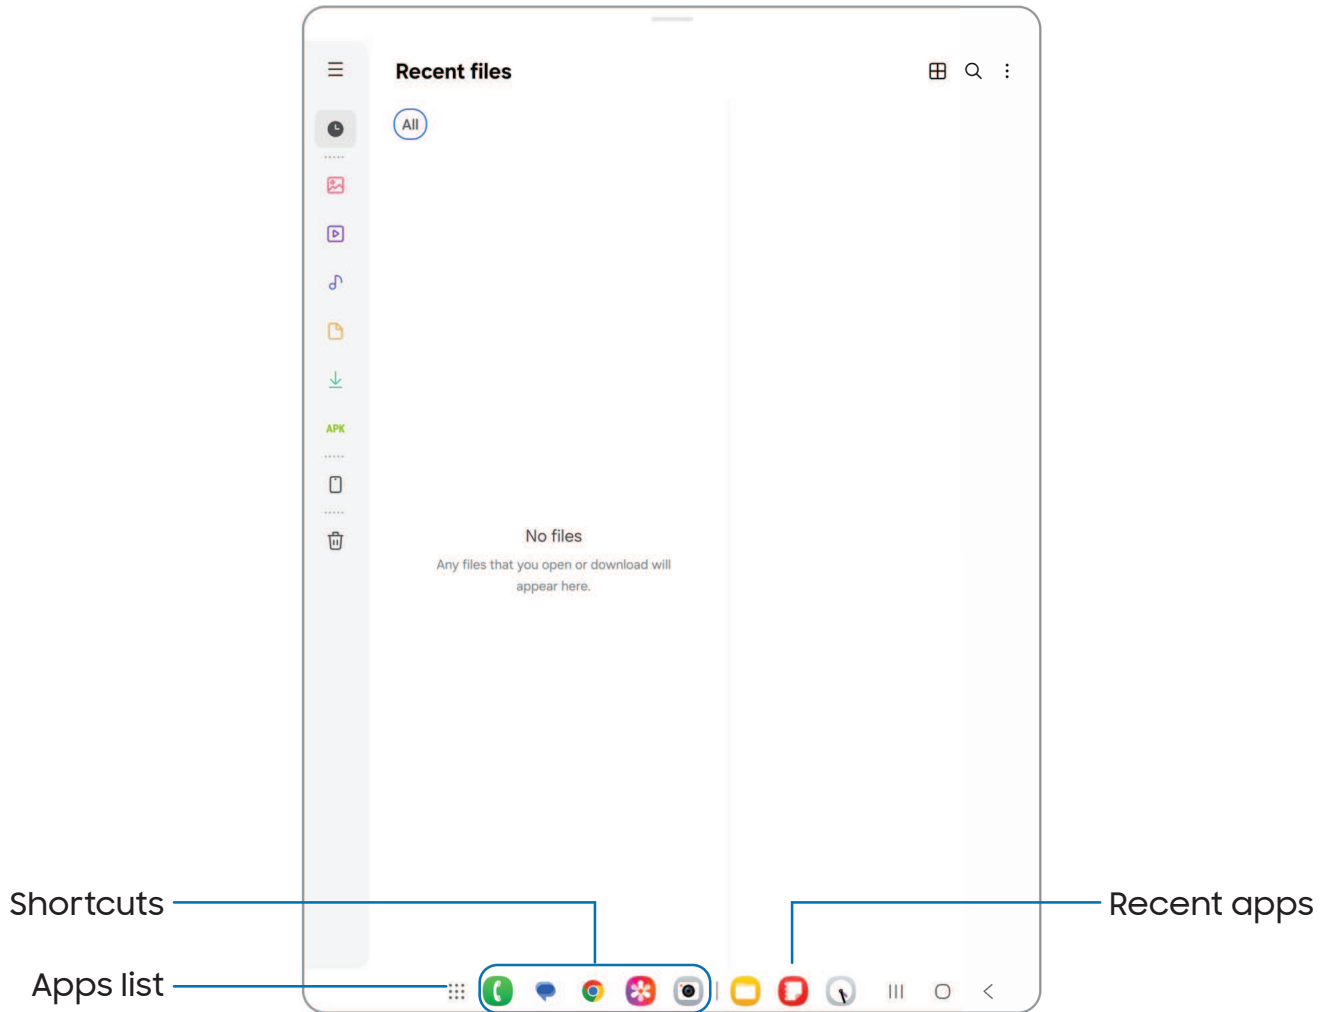 Recent files
All
APK
No files
Any files that you open or download will
appear here.
Shortcuts
Recent apps
Apps list